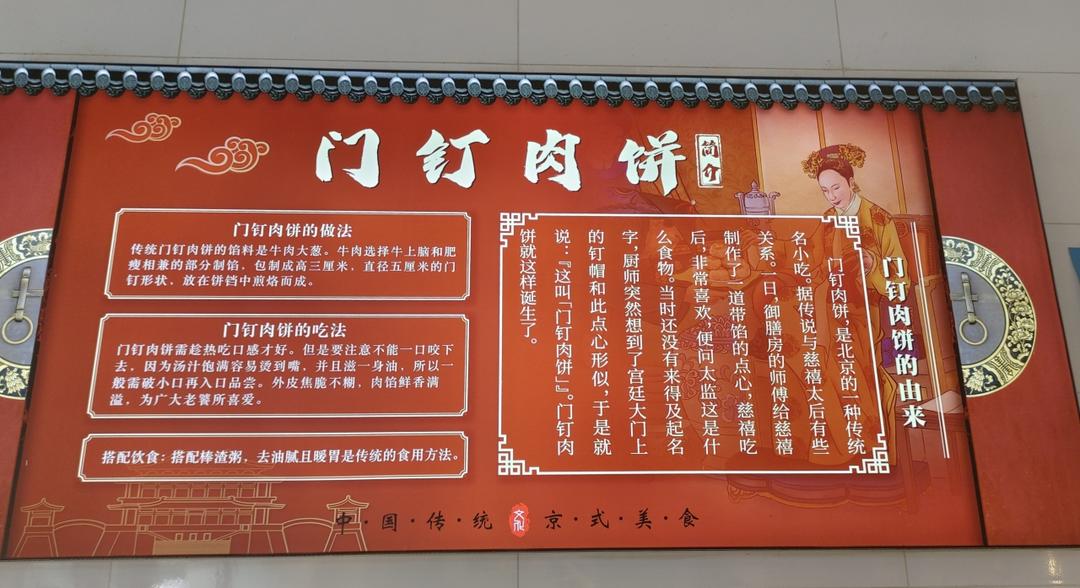 门钉肉饼
简介
门钉肉饼的做法
传统门钉肉饼的馅料是牛肉大葱。牛肉选择牛上脑和肥
瘦相兼的部分制馅，包制成高三厘米，直径五厘米的门
钉形状，放在饼铛中煎烙而成。
门钉肉饼的吃法
门钉肉饼需趁热吃口感才好。但是要注意不能一口咬下
去，因为汤汁饱满容易烫到嘴，并且滋一身油，所以一
般需破小口再入口品尝。外皮焦脆不糊，肉馅鲜香满
溢，为广大老饕所喜爱。
搭配饮食：搭配棒渣粥，去油腻且暖胃是传统的食用方法。
门钉肉饼的由来
门钉肉饼，是北京的一种传统
名小吃。据传说与慈禧太后有些
关系。一日，御膳房的师傅给慈禧
制作了一道带馅的点心，慈禧吃
后，非常喜欢，便问太监这是什
么食物。当时还没有来得及起名
字，厨师突然想到了宫廷大门上
的钉帽和此点心形似，于是就
说：『这叫「门钉肉饼」』。门钉肉
饼就这样诞生了。
中·国·传·统 文化 京·式·美·食